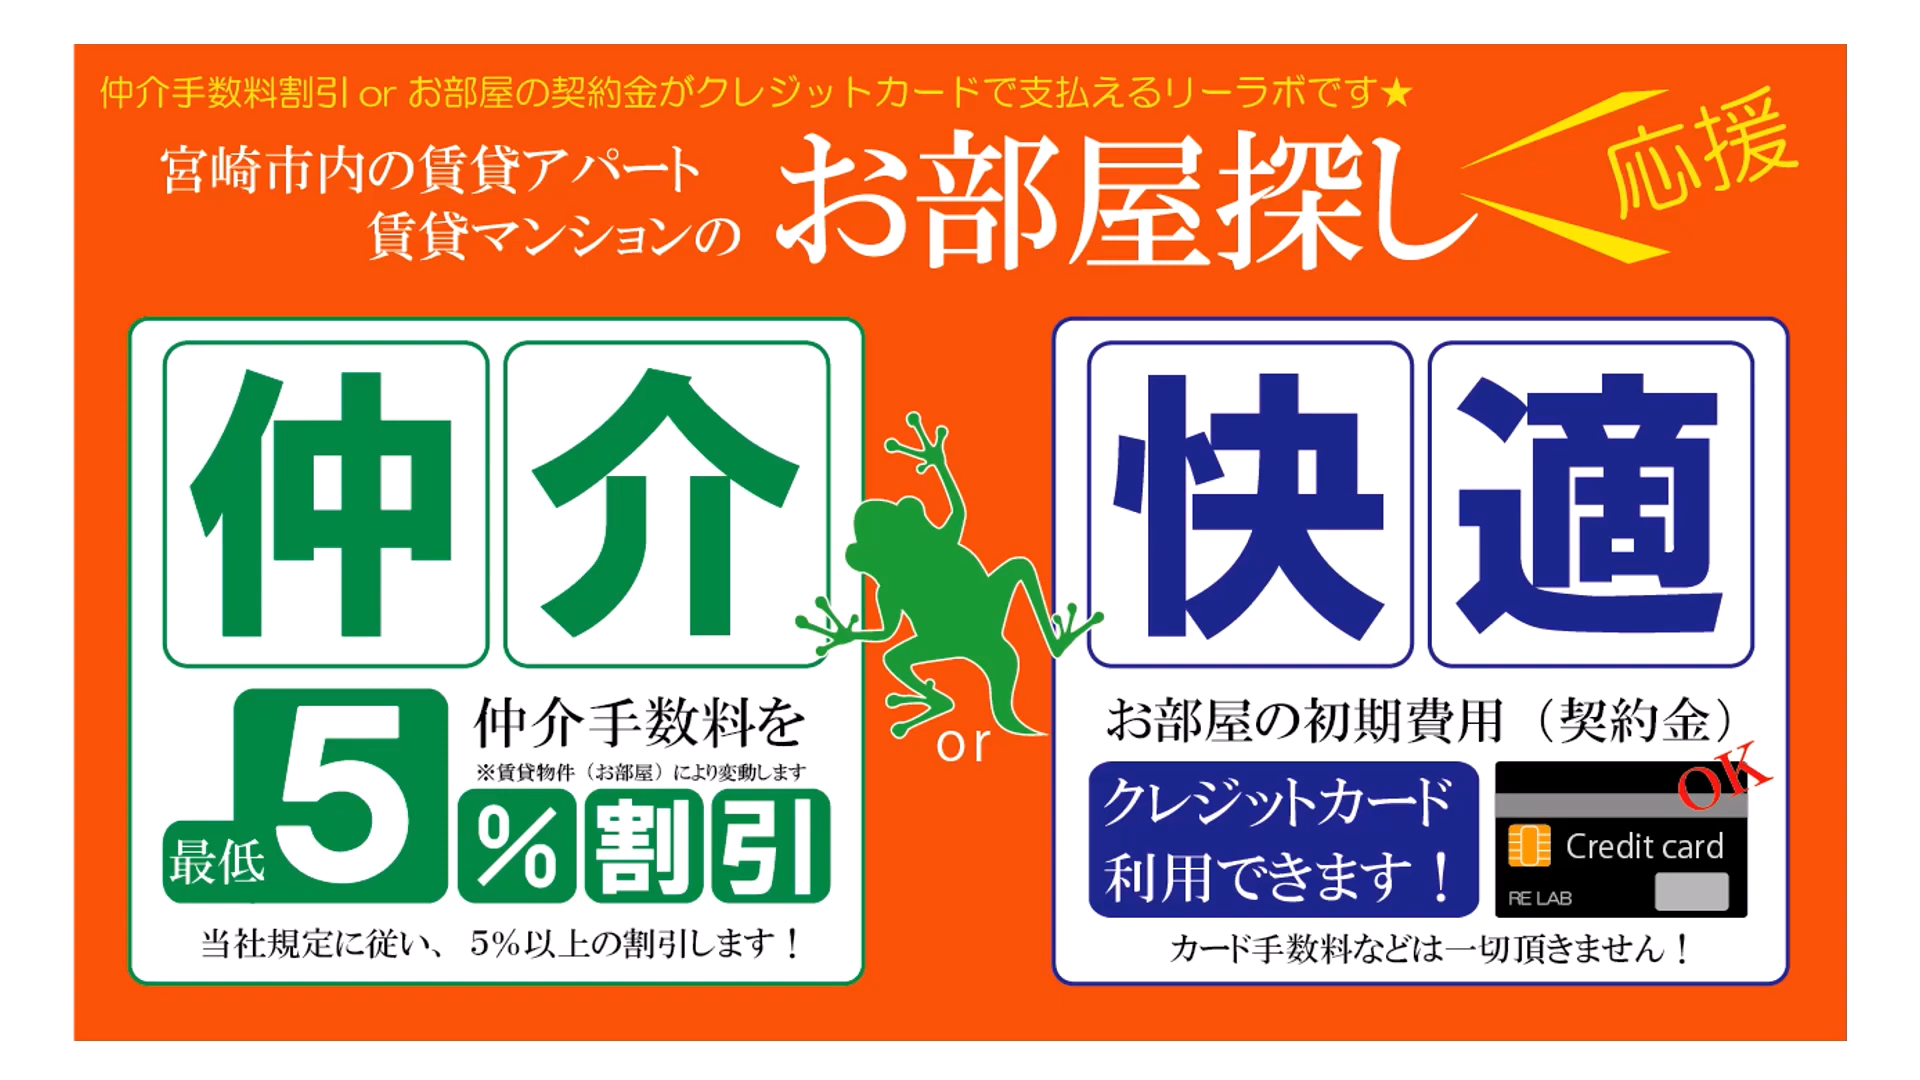 仲介手数料割引 or お部屋の契約金がクレジットカードで支払えるリーラボです★
宮崎市内の賃貸アパート
賃貸マンションの
お部屋探し
応援
仲介
仲介手数料を
※賃貸物件（お部屋）により変動します
最低5%割引
当社規定に従い、5%以上の割引します！
or
快適
お部屋の初期費用（契約金）
クレジットカード
利用できます！
OK
Credit card
RE LAB
カード手数料などは一切頂きません！